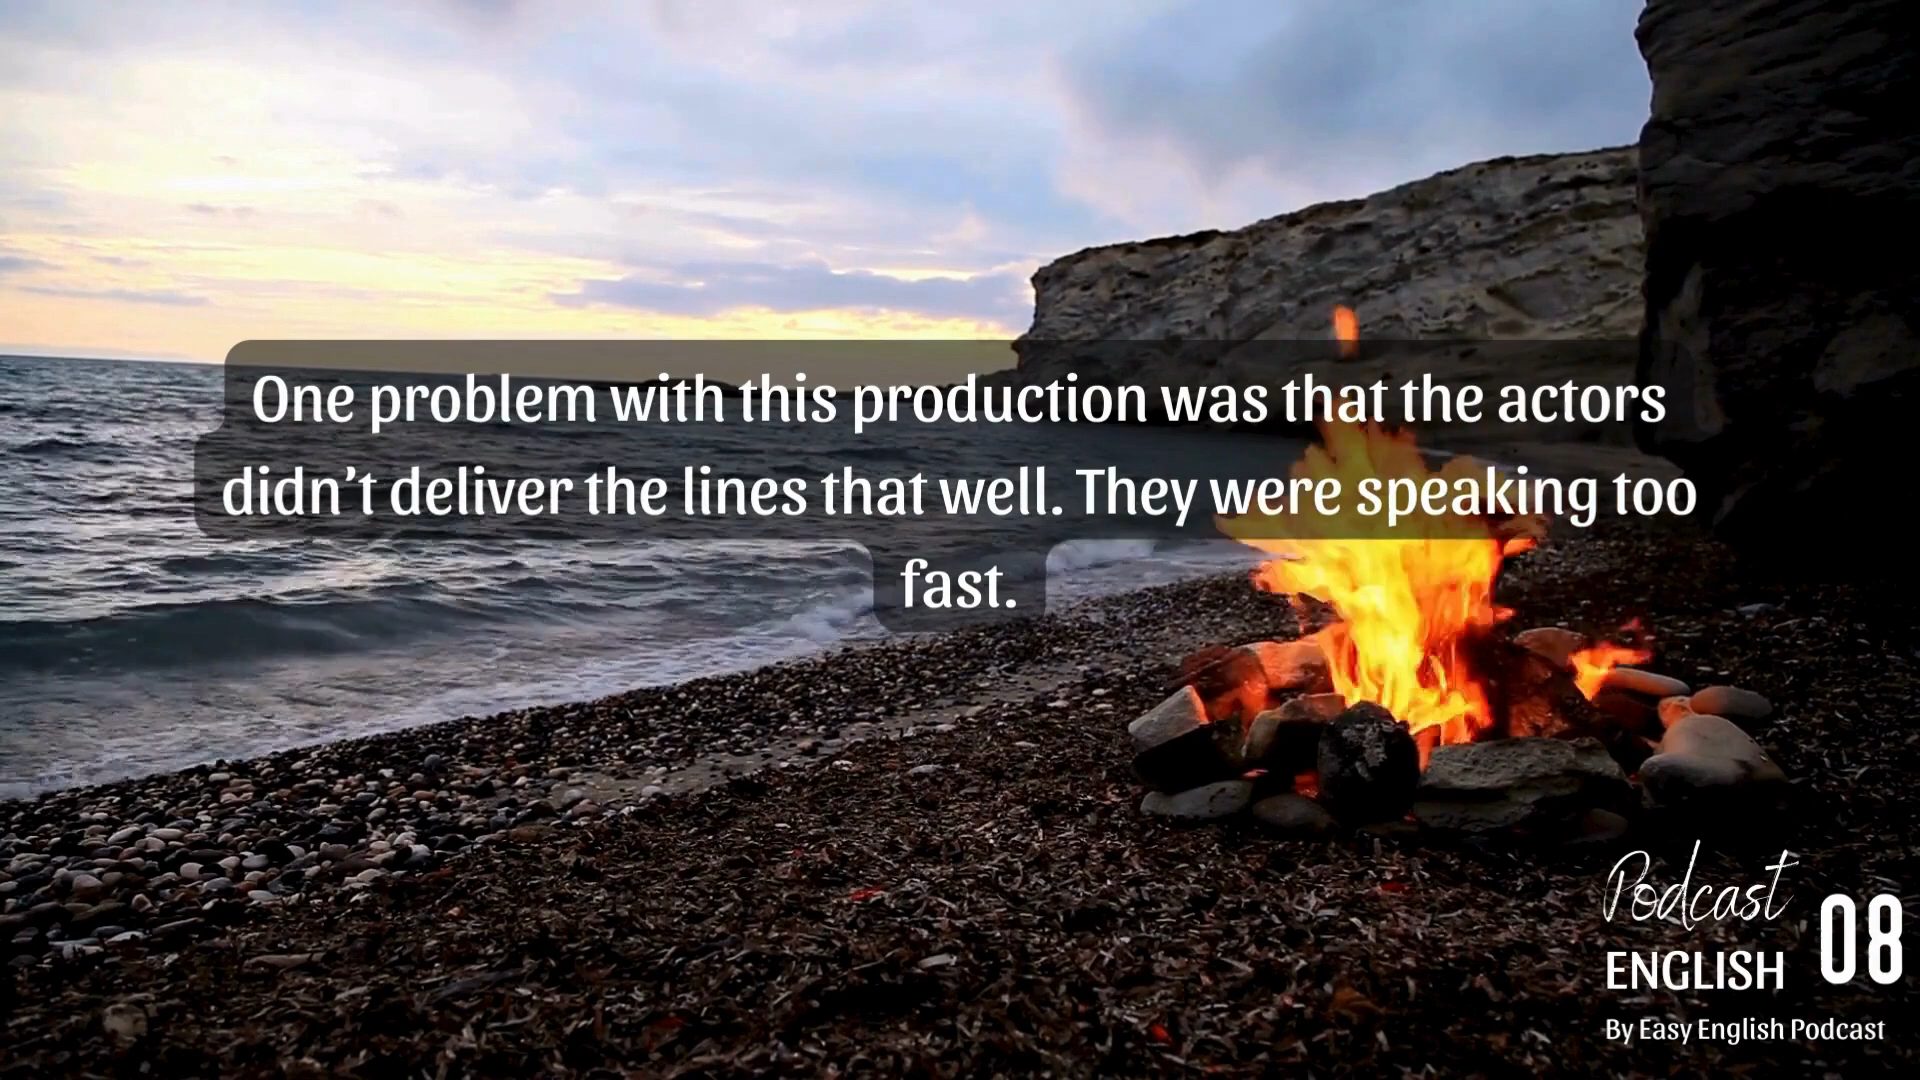 One problem with this production was that the actors
didn’t deliver the lines that well. They were speaking too
fast.
Podcast
ENGLISH
08
By Easy English Podcast